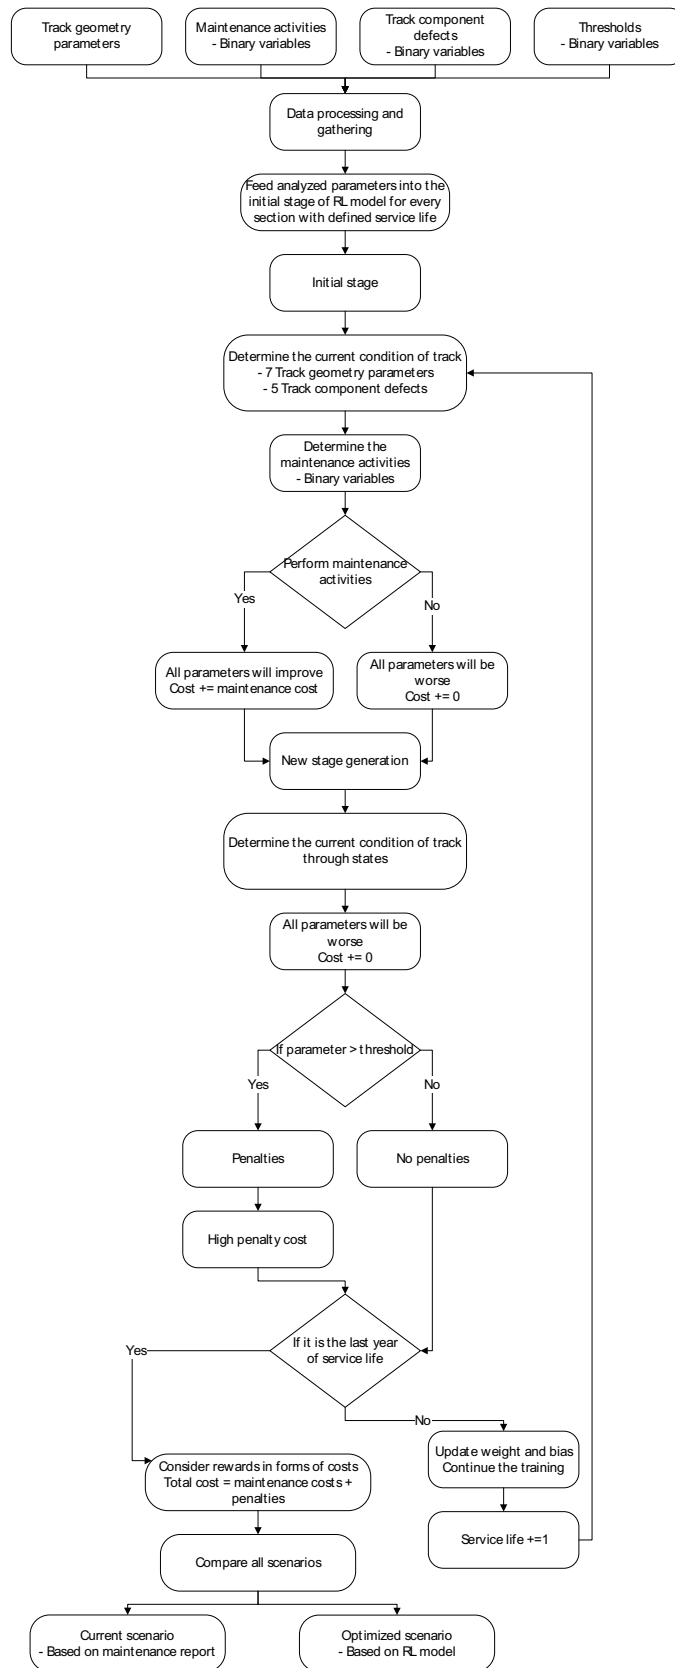 Track geometry
parameters
Maintenance activities
- Binary variables
Track component
defects
- Binary variables
Thresholds
- Binary variables
Data processing and
gathering
Feed analyzed parameters into the
initial stage of RL model for every
section with defined service life
Initial stage
Determine the current condition of track
- 7 Track geometry parameters
- 5 Track component defects
Determine the
maintenance activities
- Binary variables
Perform maintenance
activities
Yes
No
All parameters will improve
Cost += maintenance cost
All parameters will be
worse
Cost += 0
New stage generation
Determine the current condition of track
through states
All parameters will be
worse
Cost += 0
If parameter > threshold
Yes
No
Penalties
No penalties
High penalty cost
If it is the last year
of service life
Yes
No
Update weight and bias
Continue the training
Consider rewards in forms of costs
Total cost = maintenance costs +
penalties
Service life +=1
Compare all scenarios
Current scenario
- Based on maintenance report
Optimized scenario
- Based on RL model